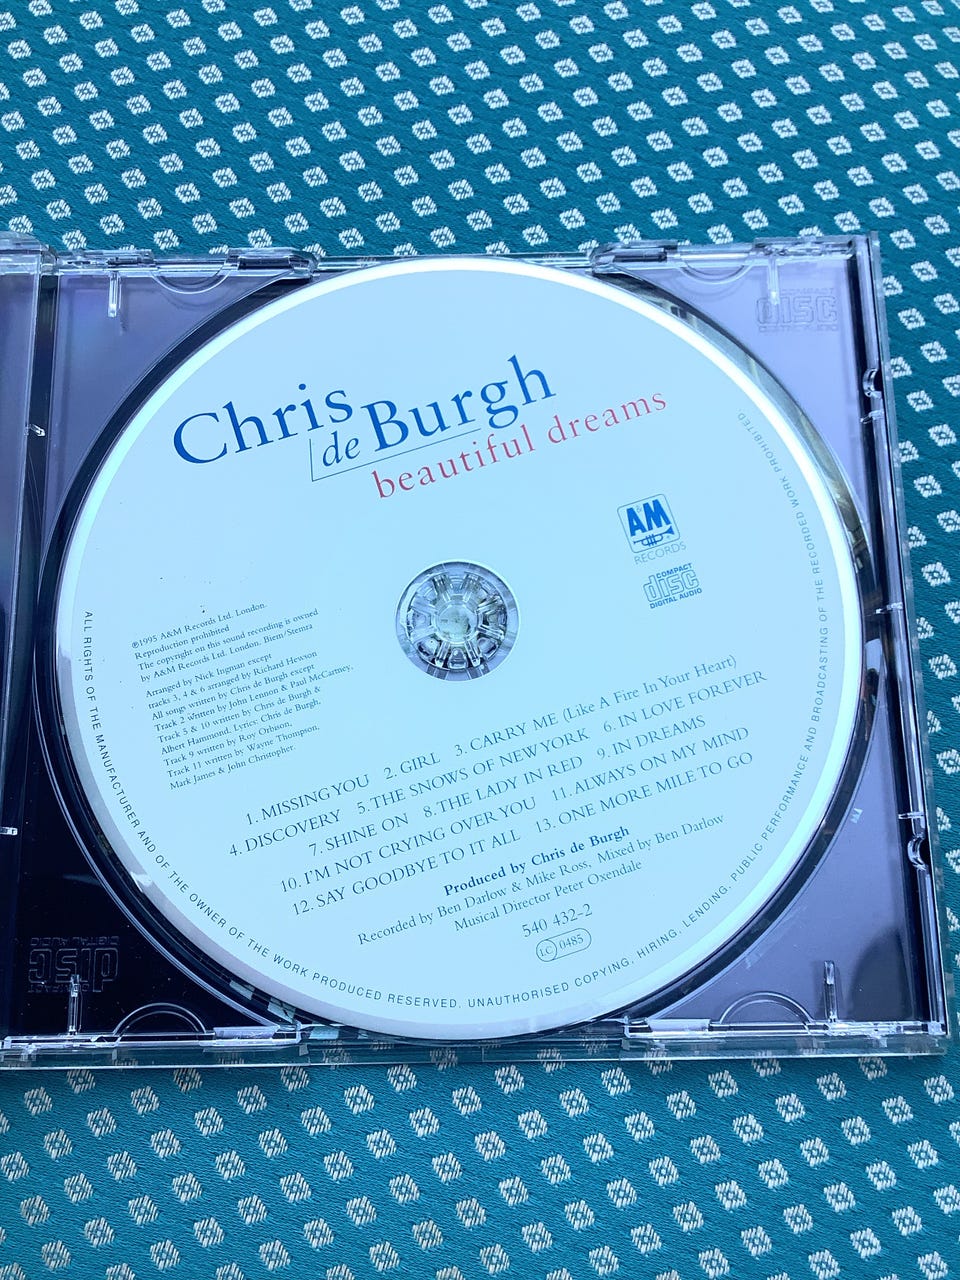 Chris
de Burgh
beautiful dreams
A&M
RECORDS
COMPACT
disc
DIGITAL AUDIO
℗1995 A&M Records Ltd. London.
Reproduction prohibited
The copyright on this sound recording is owned
by A&M Records Ltd. London. Biem/Stemra
Arranged by Nick Ingman except
tracks 3, 4 & 6 arranged by Richard Hewson
All songs written by Chris de Burgh except
Track 2 written by John Lennon & Paul McCartney,
Track 5 & 10 written by Chris de Burgh &
Albert Hammond. Lyrics: Chris de Burgh,
Track 9 written by Roy Orbison,
Track 11 written by Wayne Thompson,
Mark James & John Christopher.
1. MISSING YOU 2. GIRL 3. CARRY ME (Like A Fire In Your Heart)
4. DISCOVERY 5. THE SNOWS OF NEW YORK 6. IN LOVE FOREVER
7. SHINE ON 8. THE LADY IN RED 9. IN DREAMS
10. I'M NOT CRYING OVER YOU 11. ALWAYS ON MY MIND
12. SAY GOODBYE TO IT ALL 13. ONE MORE MILE TO GO
Produced by Chris de Burgh
Recorded by Ben Darlow & Mike Ross. Mixed by Ben Darlow
Musical Director Peter Oxendale
540 432-2
LC 0485
ALL RIGHTS OF THE MANUFACTURER AND OF THE OWNER OF THE WORK PRODUCED RESERVED. UNAUTHORISED COPYING, HIRING, LENDING, PUBLIC PERFORMANCE AND BROADCASTING OF THE RECORDED WORK PROHIBITED.
COMPACT
disc
DIGITAL AUDIO
COMPACT
disc
DIGITAL AUDIO